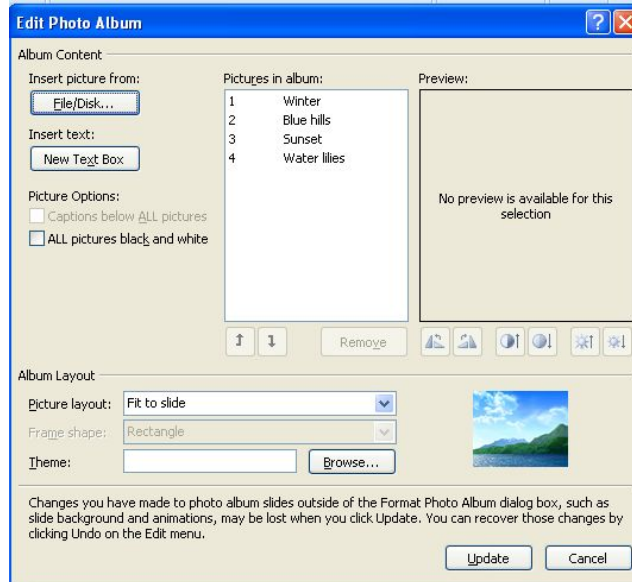 Edit Photo Album
Album Content
Insert picture from:
File/Disk...
Insert text:
New Text Box
Picture Options:
Captions below ALL pictures
ALL pictures black and white
Pictures in album:
1 Winter
2 Blue hills
3 Sunset
4 Water lilies
Remove
Preview:
No preview is available for this
selection
Album Layout
Picture layout: Fit to slide
Frame shape: Rectangle
Theme: Browse...
Changes you have made to photo album slides outside of the Format Photo Album dialog box, such as
slide background and animations, may be lost when you click Update. You can recover those changes by
clicking Undo on the Edit menu.
Update Cancel